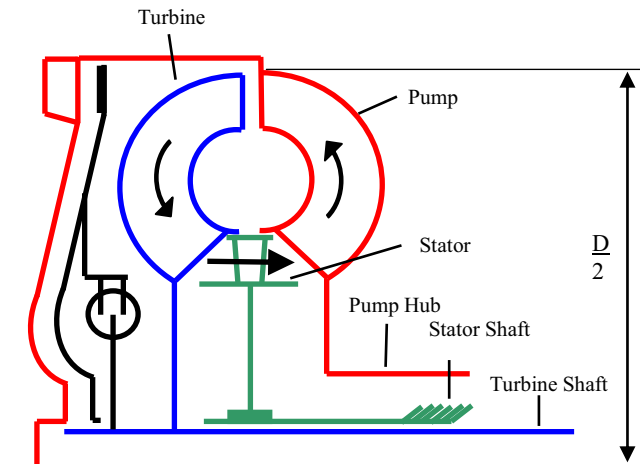 Turbine
Pump
Stator
D
2
Pump Hub
Stator Shaft
Turbine Shaft